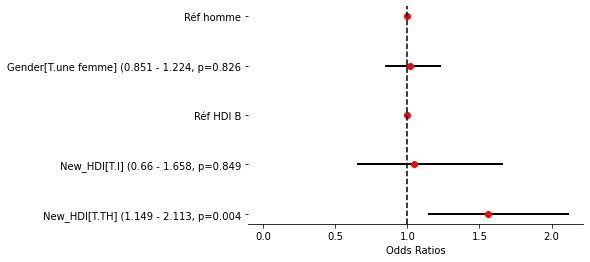 Réf homme
Gender[T.une femme] (0.851 - 1.224, p=0.826
Réf HDI B
New_HDI[T.I] (0.66 - 1.658, p=0.849
New_HDI[T.TH] (1.149 - 2.113, p=0.004
0.0 0.5 1.0 1.5 2.0
Odds Ratios